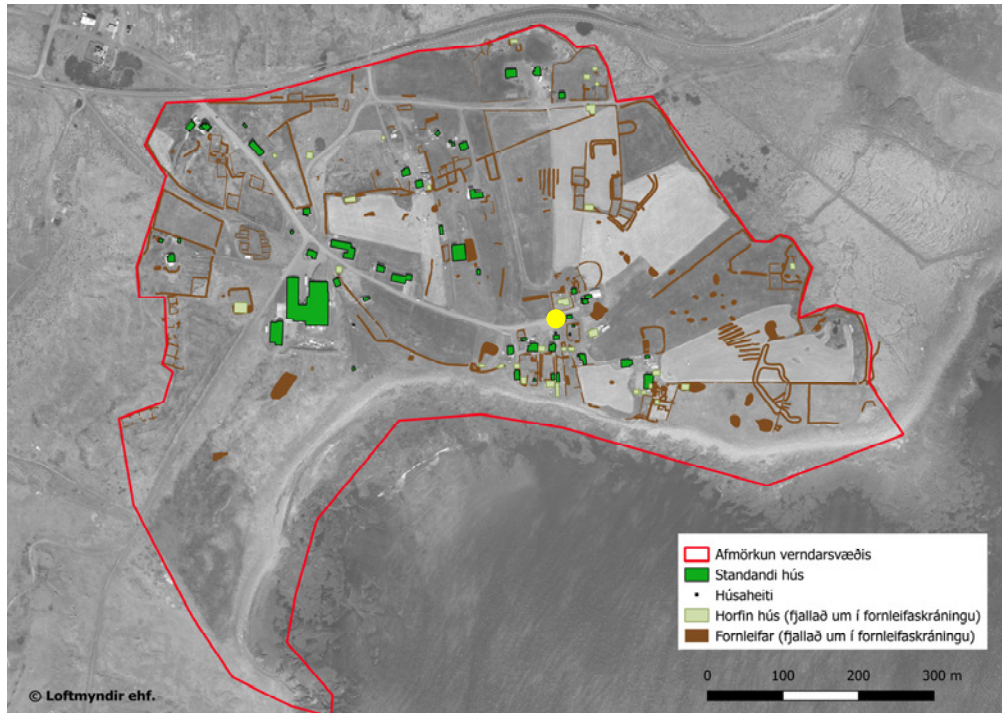 Afmörkun verndarsvæðis
Standandi hús
Húsaheiti
Horfin hús (fjallað um í fornleifaskráningu)
Fornleifar (fjallað um í fornleifaskráningu)
0 100 200 300 m
© Loftmyndir ehf.